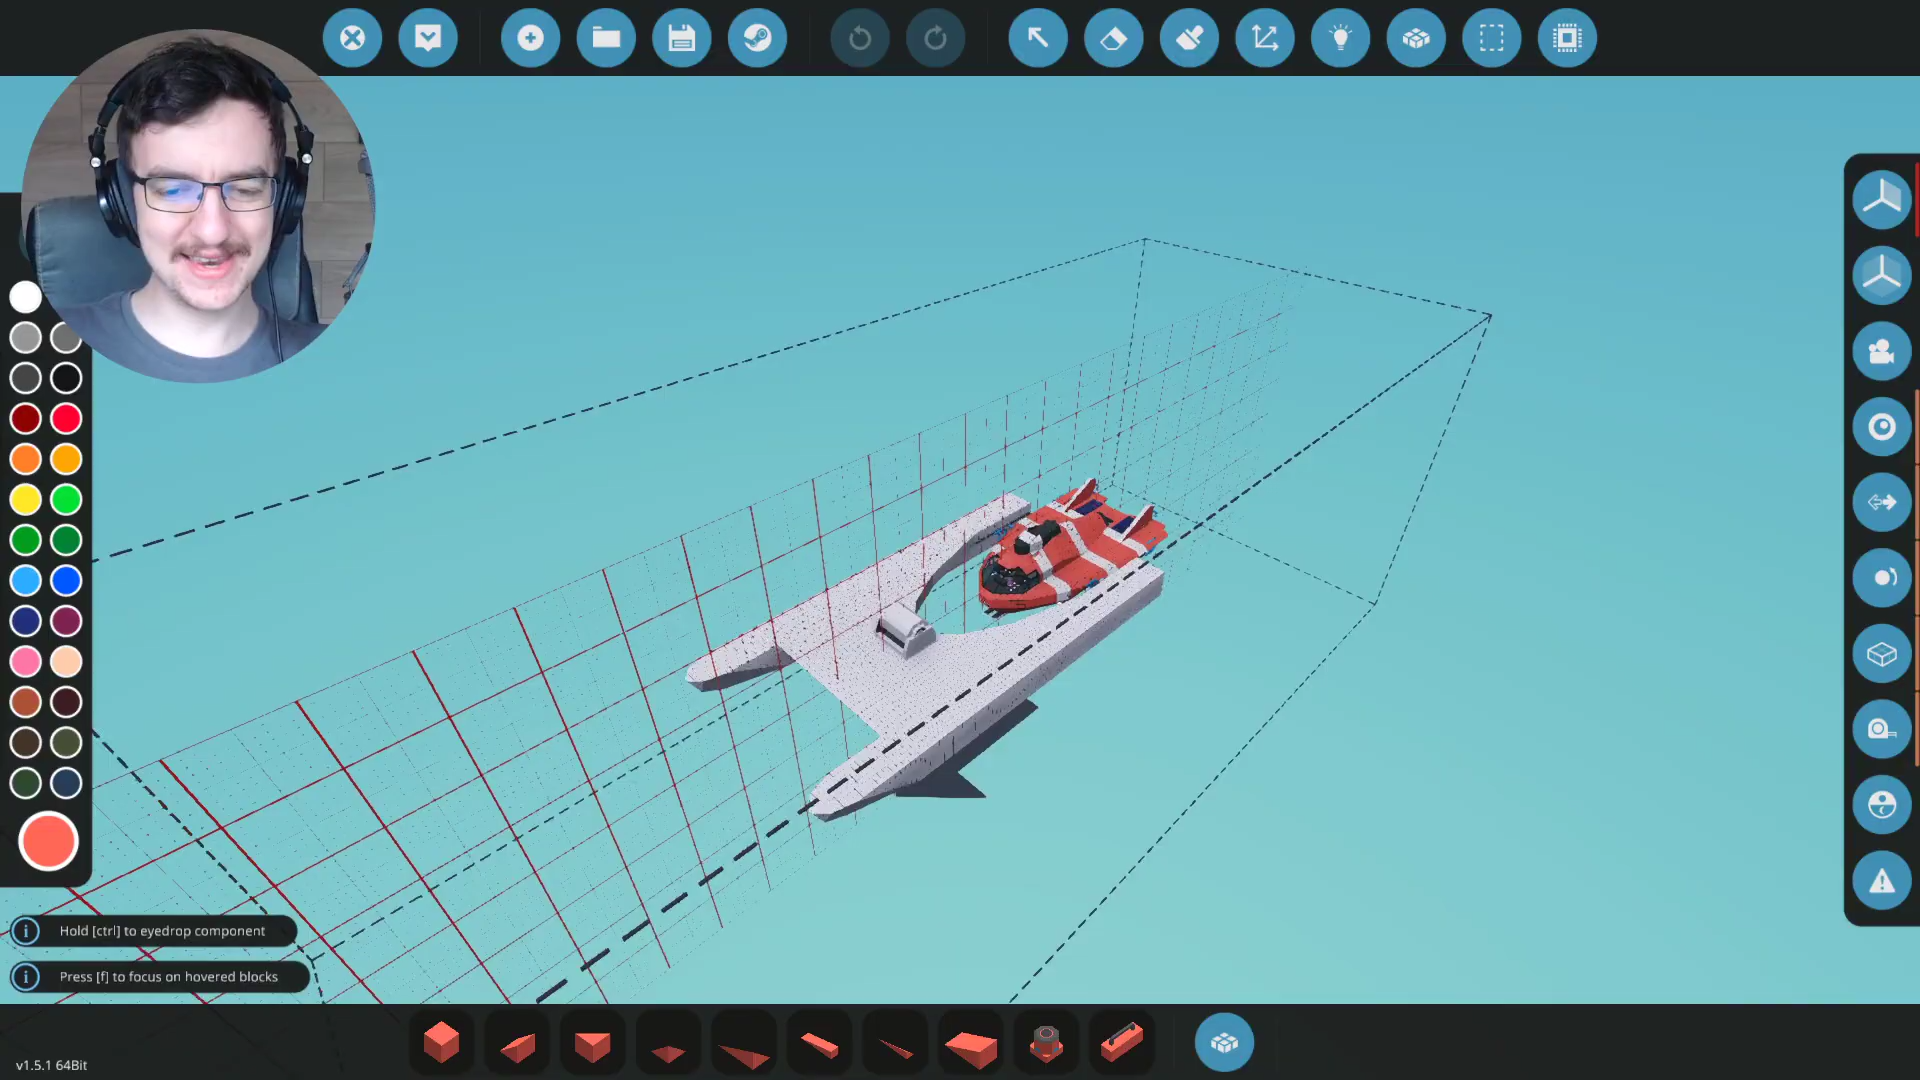 Hold [ctrl] to eyedrop component
Press [f] to focus on hovered blocks
v1.5.1 64Bit